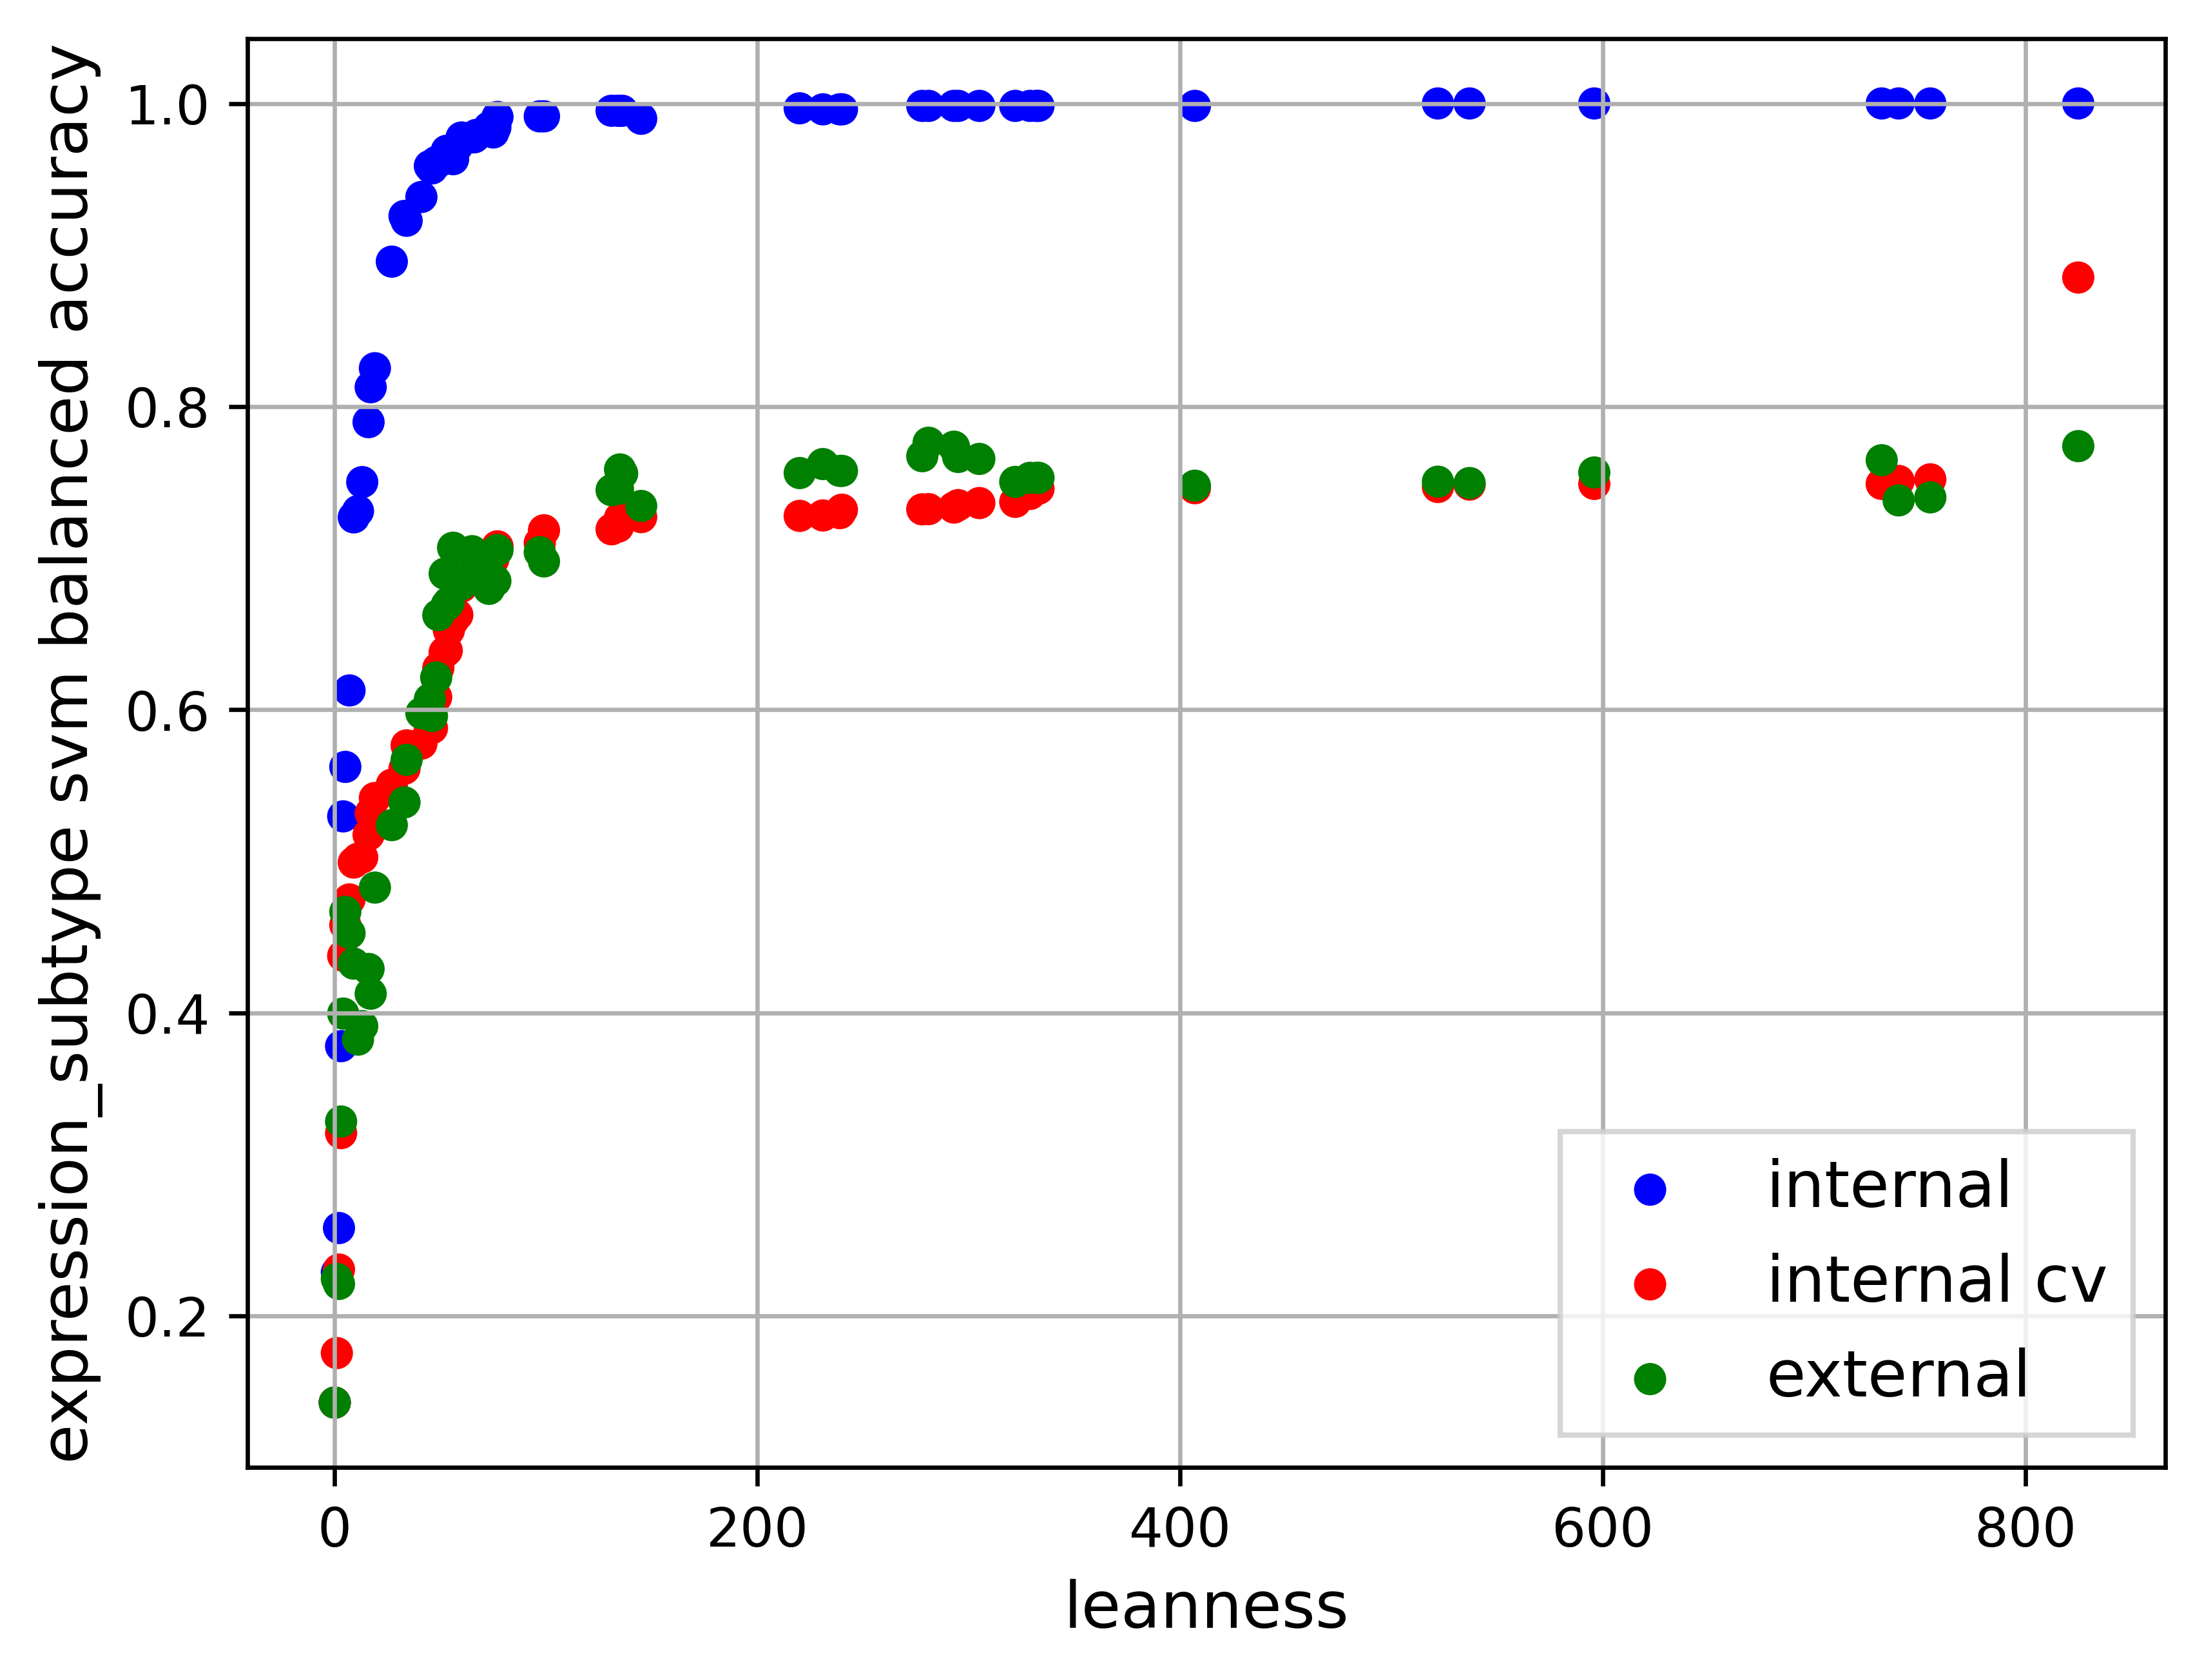 expression_subtype svm balanced accuracy
1.0
0.8
0.6
0.4
0.2
0 200 400 600 800
leanness
internal
internal cv
external